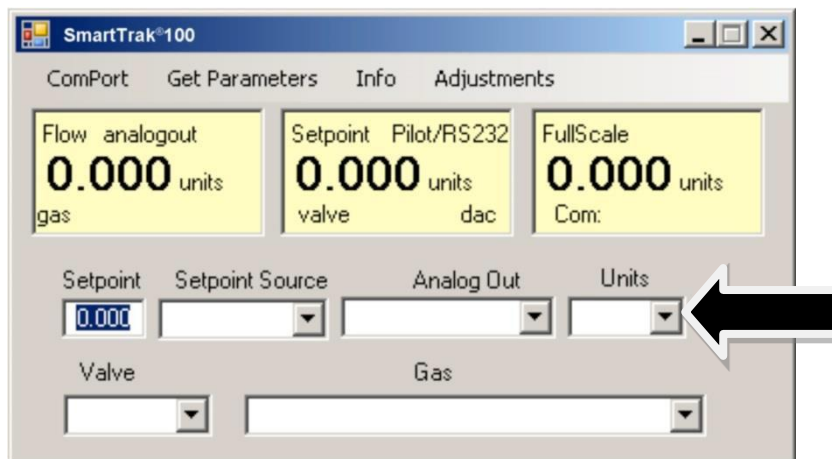 SmartTrak®100
ComPort Get Parameters Info Adjustments
Flow analogout
0.000 units
gas
Setpoint Pilot/RS232
0.000 units
valve dac
FullScale
0.000 units
Com:
Setpoint Setpoint Source Analog Out Units
0.000
Valve Gas